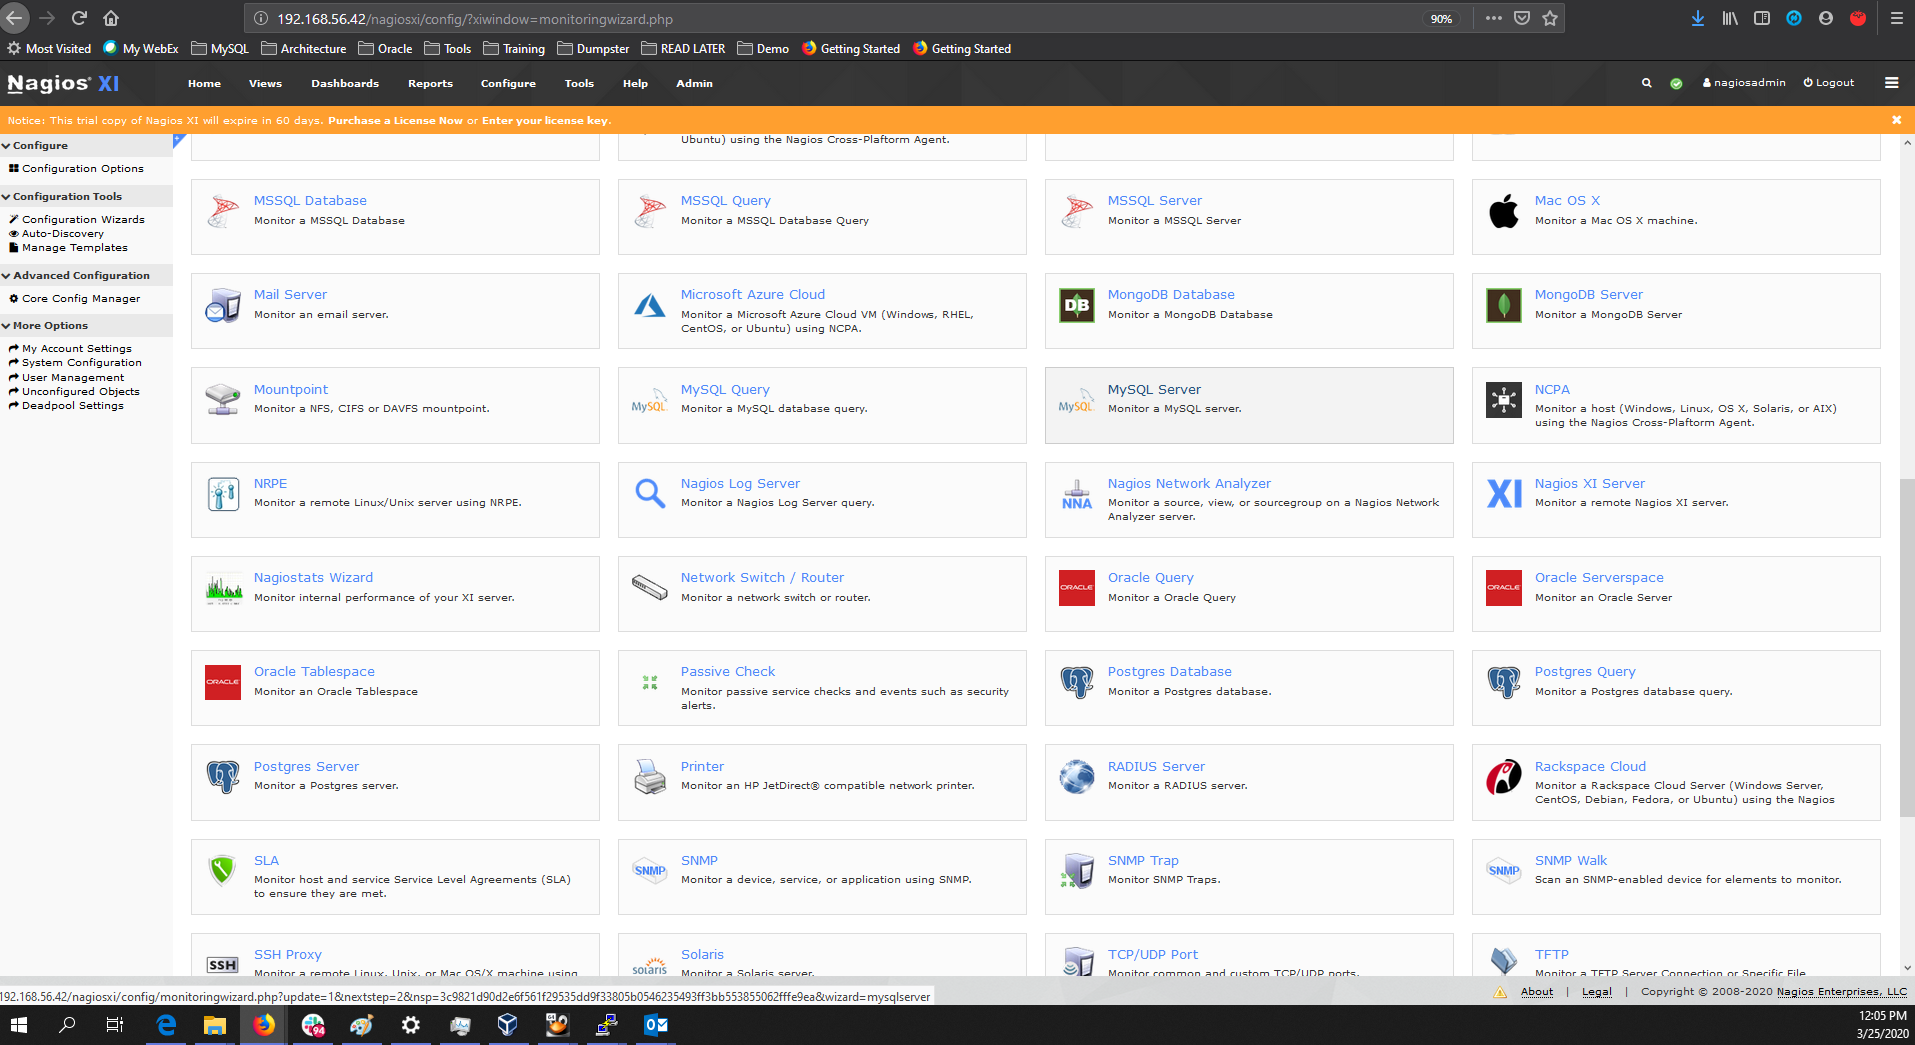 192.168.56.42/nagiosxi/config/?xiwindow=monitoringwizard.php
90%
Most Visited
My WebEx
MySQL
Architecture
Oracle
Tools
Training
Dumpster
READ LATER
Demo
Getting Started
Getting Started
Nagios® XI
Home
Views
Dashboards
Reports
Configure
Tools
Help
Admin
nagiosadmin
Logout
Notice: This trial copy of Nagios XI will expire in 60 days. Purchase a License Now or Enter your license key.
Configure
Configuration Options
Configuration Tools
Configuration Wizards
Auto-Discovery
Manage Templates
Advanced Configuration
Core Config Manager
More Options
My Account Settings
System Configuration
User Management
Unconfigured Objects
Deadpool Settings
Ubuntu) using the Nagios Cross-Plaftorm Agent.
MSSQL Database
Monitor a MSSQL Database
MSSQL Query
Monitor a MSSQL Database Query
MSSQL Server
Monitor a MSSQL Server
Mac OS X
Monitor a Mac OS X machine.
Mail Server
Monitor an email server.
Microsoft Azure Cloud
Monitor a Microsoft Azure Cloud VM (Windows, RHEL,
CentOS, or Ubuntu) using NCPA.
DB
MongoDB Database
Monitor a MongoDB Database
MongoDB Server
Monitor a MongoDB Server
Mountpoint
Monitor a NFS, CIFS or DAVFS mountpoint.
MySQL
MySQL Query
Monitor a MySQL database query.
MySQL
MySQL Server
Monitor a MySQL server.
NCPA
Monitor a host (Windows, Linux, OS X, Solaris, or AIX)
using the Nagios Cross-Plaftorm Agent.
NRPE
Monitor a remote Linux/Unix server using NRPE.
Nagios Log Server
Monitor a Nagios Log Server query.
NNA
Nagios Network Analyzer
Monitor a source, view, or sourcegroup on a Nagios Network
Analyzer server.
XI
Nagios XI Server
Monitor a remote Nagios XI server.
Nagiostats Wizard
Monitor internal performance of your XI server.
Network Switch / Router
Monitor a network switch or router.
ORACLE
Oracle Query
Monitor a Oracle Query
ORACLE
Oracle Serverspace
Monitor an Oracle Server
ORACLE
Oracle Tablespace
Monitor an Oracle Tablespace
Passive Check
Monitor passive service checks and events such as security
alerts.
Postgres Database
Monitor a Postgres database.
Postgres Query
Monitor a Postgres database query.
Postgres Server
Monitor a Postgres server.
Printer
Monitor an HP JetDirect® compatible network printer.
RADIUS Server
Monitor a RADIUS server.
Rackspace Cloud
Monitor a Rackspace Cloud Server (Windows Server,
CentOS, Debian, Fedora, or Ubuntu) using the Nagios
SLA
Monitor host and service Service Level Agreements (SLA)
to ensure they are met.
SNMP
SNMP
Monitor a device, service, or application using SNMP.
SNMP Trap
Monitor SNMP Traps.
SNMP
SNMP Walk
Scan an SNMP-enabled device for elements to monitor.
SSH
SSH Proxy
Monitor a remote Linux, Unix, or Mac OS/X machine using
solaris
Solaris
Monitor a Solaris server.
TCP/UDP Port
Monitor common and custom TCP/UDP ports.
TFTP
Monitor a TFTP Server Connection or Specific File
192.168.56.42/nagiosxi/config/monitoringwizard.php?update=1&nextstep=2&nsp=3c9821d90d2e6f561f29535dd9f33805b0546235493ff3bb553855062fffe9ea&wizard=mysqlserver
About | Legal | Copyright © 2008-2020 Nagios Enterprises, LLC
94
12:05 PM
3/25/2020